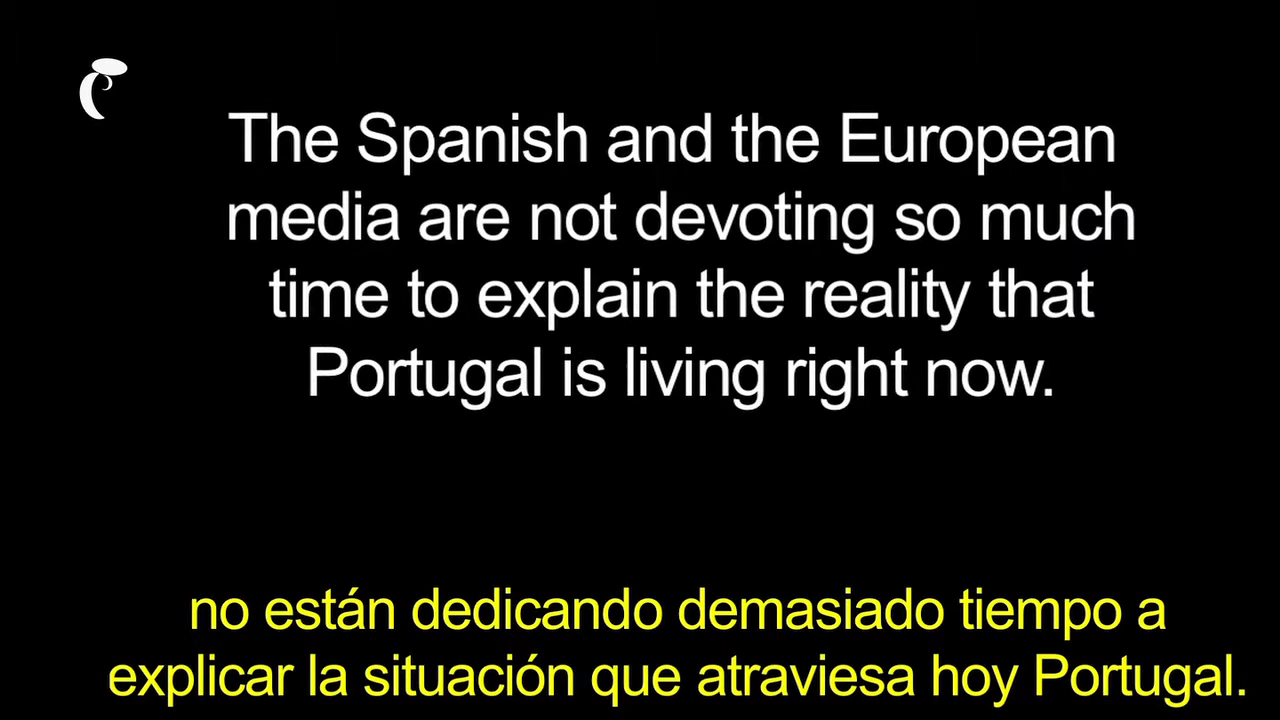 The Spanish and the European
media are not devoting so much
time to explain the reality that
Portugal is living right now.
no están dedicando demasiado tiempo a
explicar la situación que atraviesa hoy Portugal.